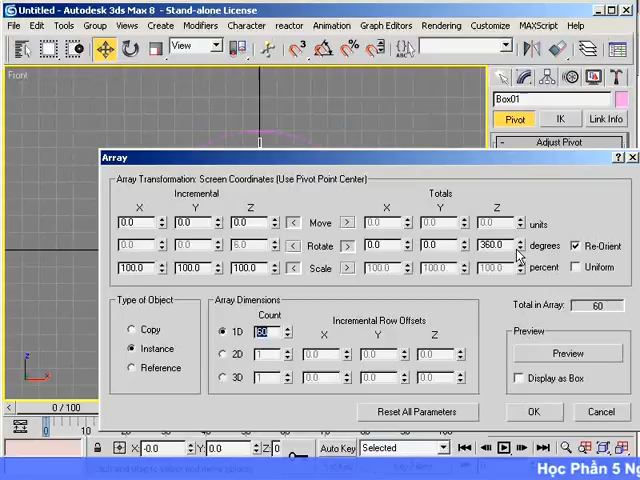 Untitled - Autodesk 3ds Max 8 - Stand-alone License
File Edit Tools Group Views Create Modifiers Character reactor Animation Graph Editors Rendering Customize MAXScript Help
View
Front
Box01
Pivot IK Link Info
- Adjust Pivot
Array
Array Transformation: Screen Coordinates (Use Pivot Point Center)
Incremental Totals
X Y Z X Y Z
0.0 0.0 0.0 < Move > 0.0 0.0 0.0 units
0.0 0.0 6.0 < Rotate > 0.0 0.0 360.0 degrees Re-Orient
100.0 100.0 100.0 < Scale > 100.0 100.0 100.0 percent Uniform
Type of Object
Copy
Instance
Reference
Array Dimensions
Count Incremental Row Offsets
1D 60 X Y Z
2D 1 0.0 0.0 0.0
3D 1 0.0 0.0 0.0
Total in Array: 60
Preview
Preview
Display as Box
Reset All Parameters OK Cancel
z
x
< 0 / 100
0
X -0.0 Y 0.0 Z 0.0 Auto Key Selected
Set Key Key Filters... 0
Học Phần 5 Ng